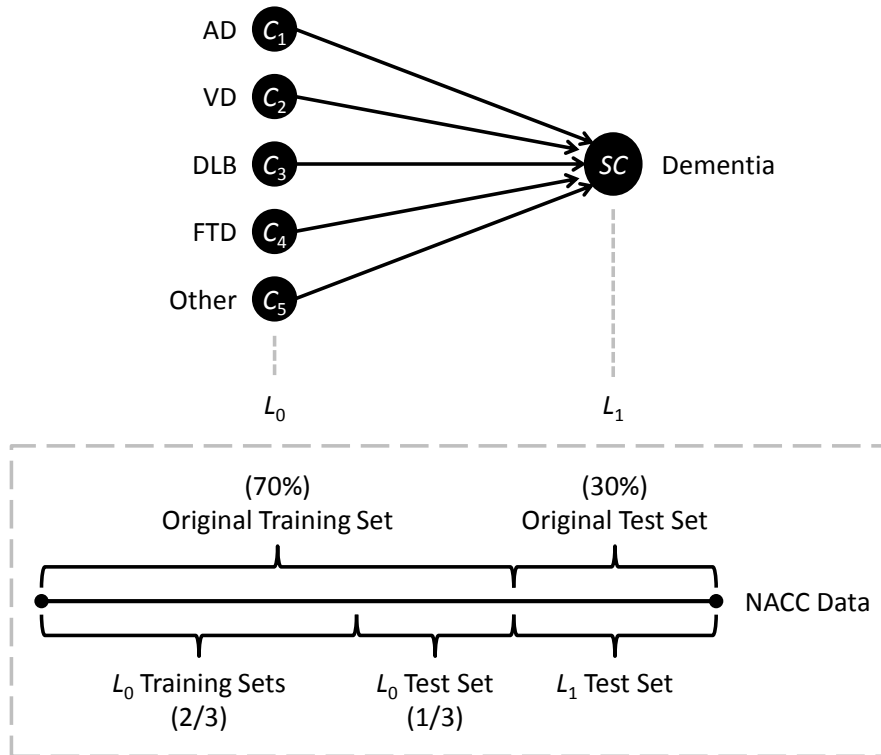 AD C₁
VD C₂
DLB C₃ SC Dementia
FTD C₄
Other C₅
L₀ L₁
(70%) (30%)
Original Training Set Original Test Set
NACC Data
L₀ Training Sets L₀ Test Set L₁ Test Set
(2/3) (1/3)